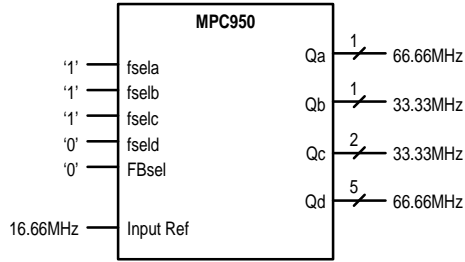 MPC950
‘1’ fsela
‘1’ fselb
‘1’ fselc
‘0’ fseld
‘0’ FBsel
16.66MHz Input Ref
Qa 1 66.66MHz
Qb 1 33.33MHz
Qc 2 33.33MHz
Qd 5 66.66MHz